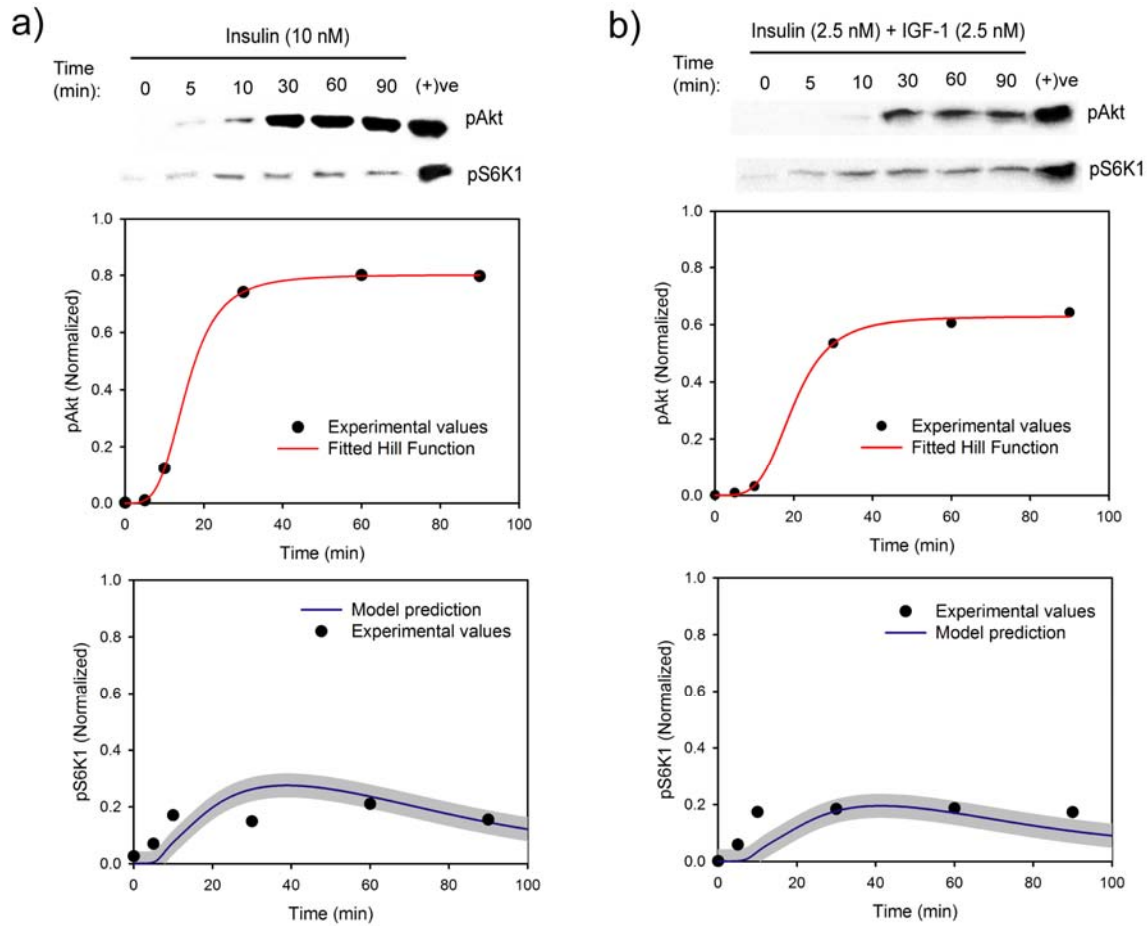 a)
Insulin (10 nM)
Time (min): 0 5 10 30 60 90 (+)ve
pAkt
pS6K1
1.0
0.8
0.6
0.4
0.2
0.0
pAkt (Normalized)
Experimental values
Fitted Hill Function
0 20 40 60 80 100
Time (min)
1.0
0.8
0.6
0.4
0.2
0.0
pS6K1 (Normalized)
Model prediction
Experimental values
0 20 40 60 80 100
Time (min)
b)
Insulin (2.5 nM) + IGF-1 (2.5 nM)
Time (min): 0 5 10 30 60 90 (+)ve
pAkt
pS6K1
1.0
0.8
0.6
0.4
0.2
0.0
pAkt (Normalized)
Experimental values
Fitted Hill Function
0 20 40 60 80 100
Time (min)
1.0
0.8
0.6
0.4
0.2
0.0
pS6K1 (Normalized)
Experimental values
Model prediction
0 20 40 60 80 100
Time (min)